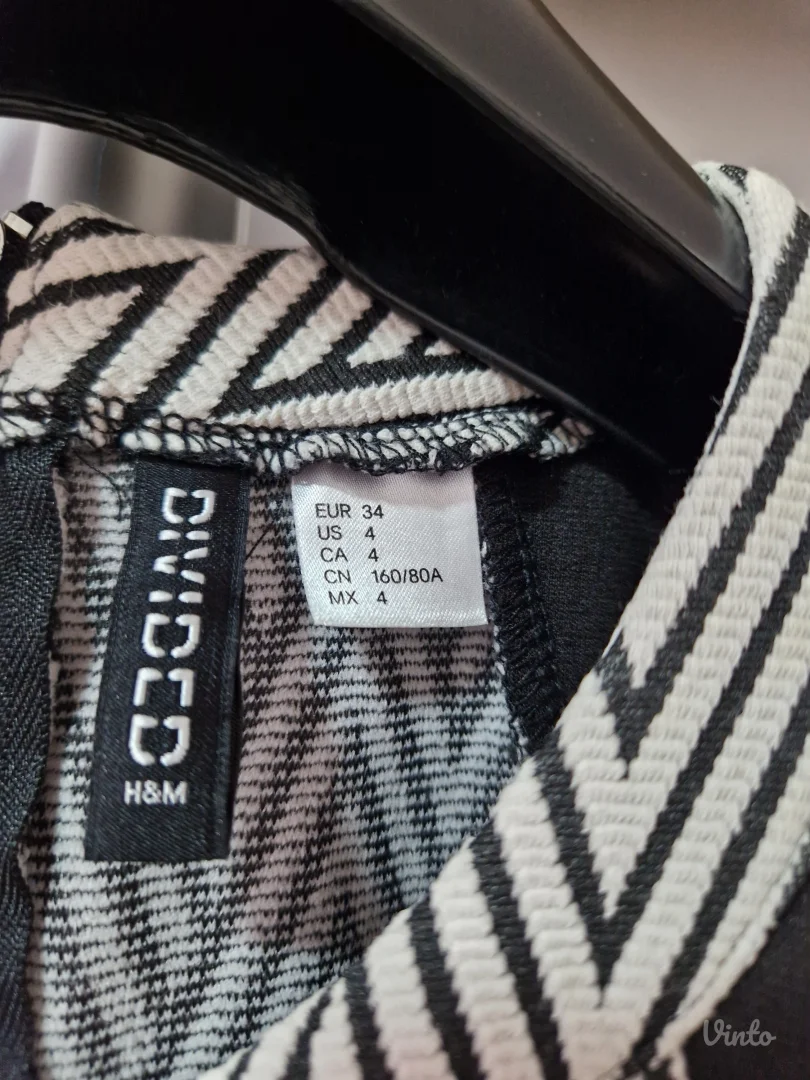 DIVIDED
H&M
EUR 34
US 4
CA 4
CN 160/80A
MX 4
Vinto